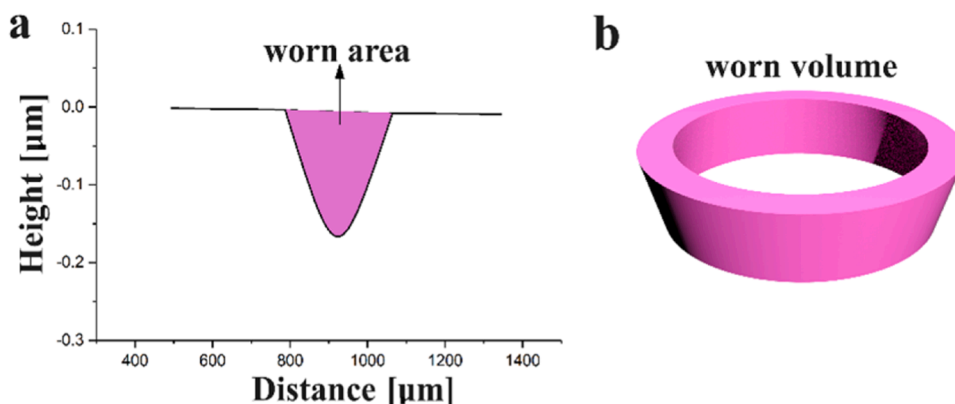 a
0.1
worn area
0.0
-0.1
-0.2
-0.3
Height [μm]
400
600
800
1000
1200
1400
Distance [μm]
b
worn volume